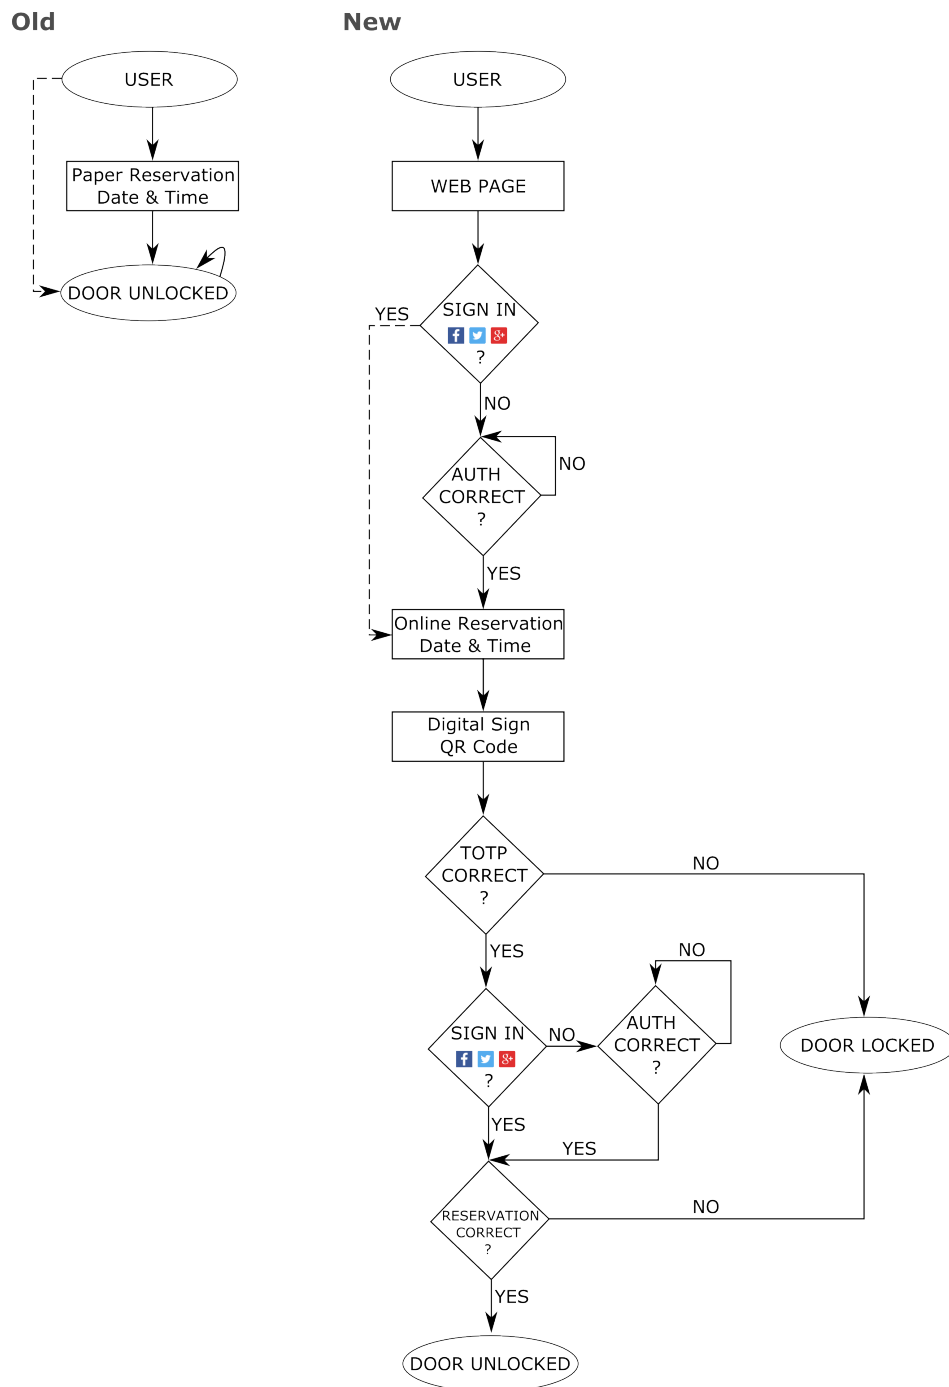 Old
New
USER
Paper Reservation
Date & Time
DOOR UNLOCKED
USER
WEB PAGE
SIGN IN
f
g+
?
YES
NO
AUTH
CORRECT
?
NO
YES
Online Reservation
Date & Time
Digital Sign
QR Code
TOTP
CORRECT
?
NO
YES
SIGN IN
f
g+
?
NO
AUTH
CORRECT
?
NO
DOOR LOCKED
YES
YES
RESERVATION
CORRECT
?
NO
YES
DOOR UNLOCKED